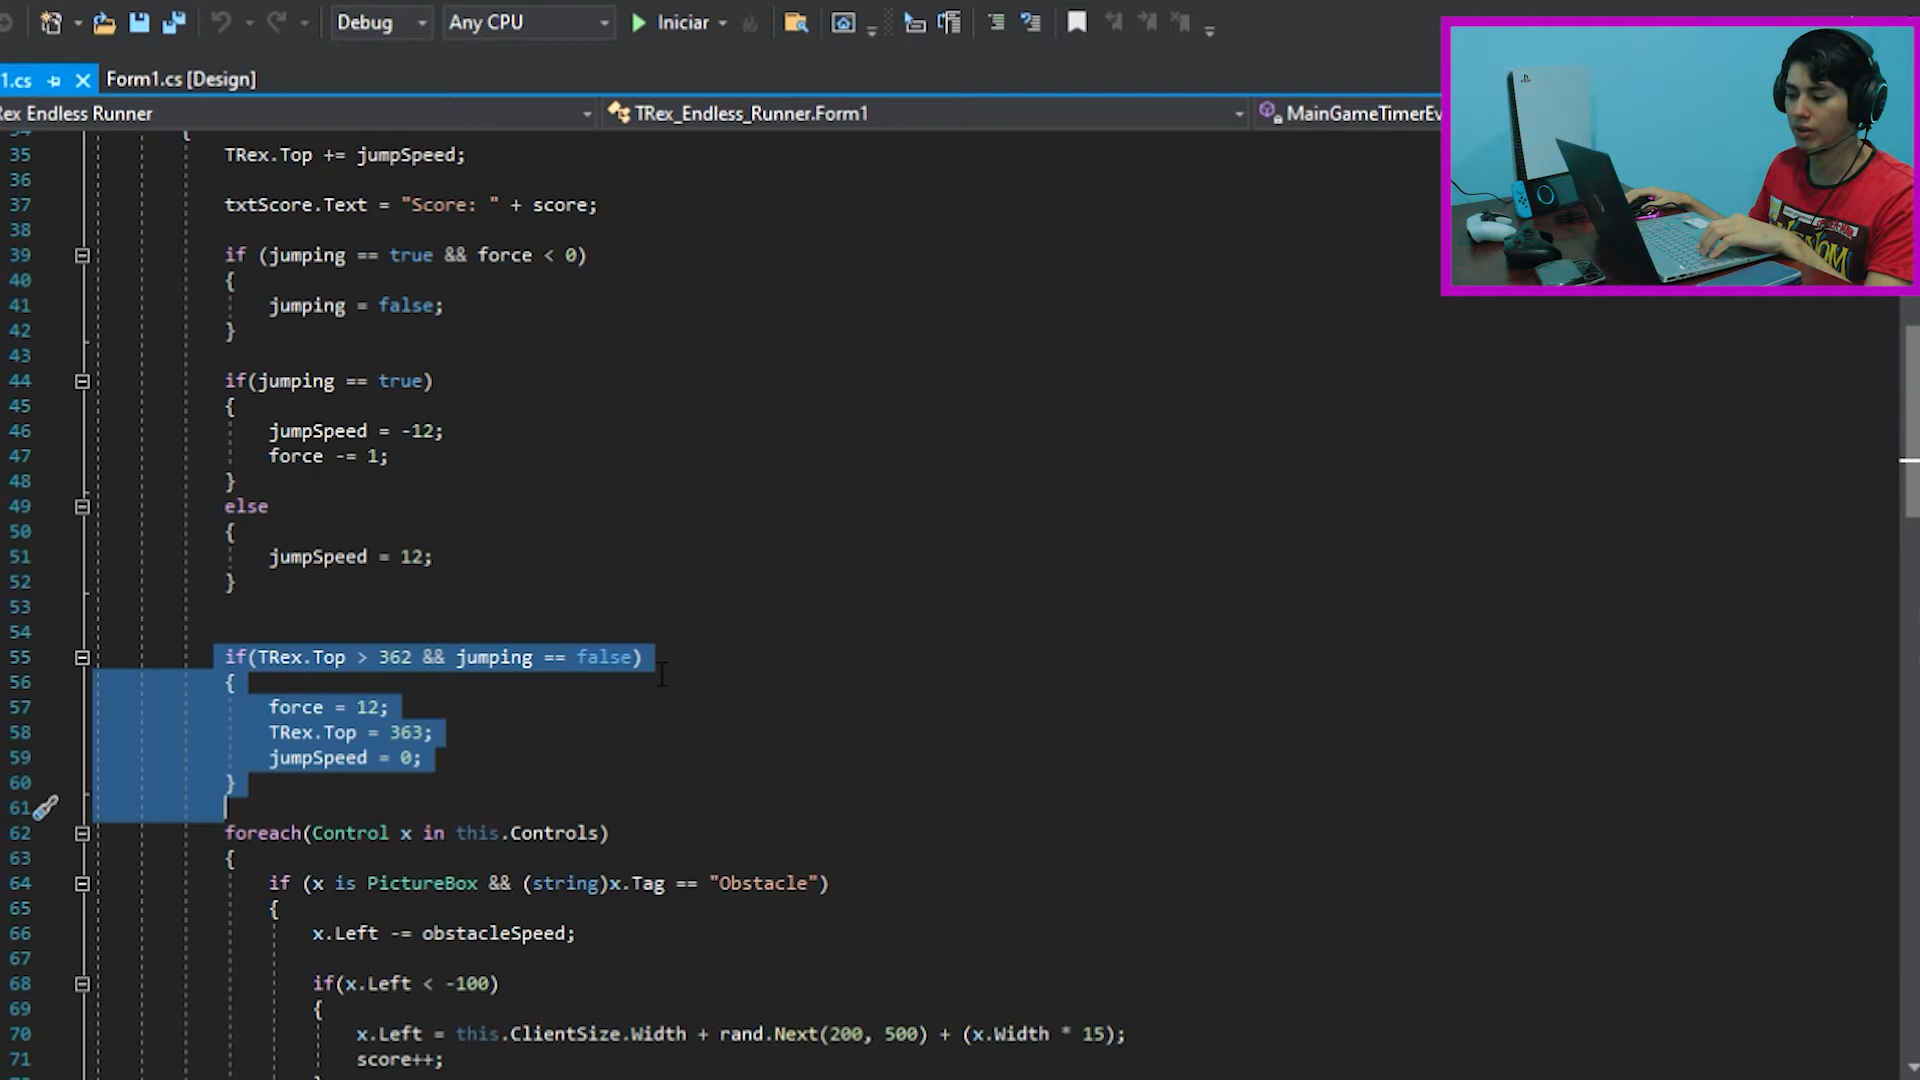 Debug Any CPU Iniciar
1.cs Form1.cs [Design]
Rex Endless Runner TRex_Endless_Runner.Form1 MainGameTimerEv
34 {
35 TRex.Top += jumpSpeed;
36
37 txtScore.Text = "Score: " + score;
38
39 if (jumping == true && force < 0)
40 {
41 jumping = false;
42 }
43
44 if(jumping == true)
45 {
46 jumpSpeed = -12;
47 force -= 1;
48 }
49 else
50 {
51 jumpSpeed = 12;
52 }
53
54
55 if(TRex.Top > 362 && jumping == false)
56 {
57 force = 12;
58 TRex.Top = 363;
59 jumpSpeed = 0;
60 }
61
62 foreach(Control x in this.Controls)
63 {
64 if (x is PictureBox && (string)x.Tag == "Obstacle")
65 {
66 x.Left -= obstacleSpeed;
67
68 if(x.Left < -100)
69 {
70 x.Left = this.ClientSize.Width + rand.Next(200, 500) + (x.Width * 15);
71 score++;
SPIDER-MAN
VENOM